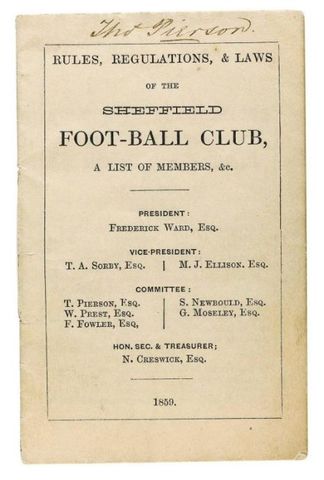 Tho Pierson.
RULES, REGULATIONS, & LAWS
OF THE
SHEFFIELD
FOOT-BALL CLUB,
A LIST OF MEMBERS, &c.
PRESIDENT:
FREDERICK WARD, ESQ.
VICE-PRESIDENT:
T. A. SORBY, ESQ. | M. J. ELLISON. ESQ.
COMMITTEE:
T. PIERSON, ESQ. | S. NEWBOULD, ESQ.
W. PREST, ESQ. | G. MOSELEY, ESQ.
F. FOWLER, ESQ,
HON. SEC. & TREASURER;
N. CRESWICK, ESQ.
1859.